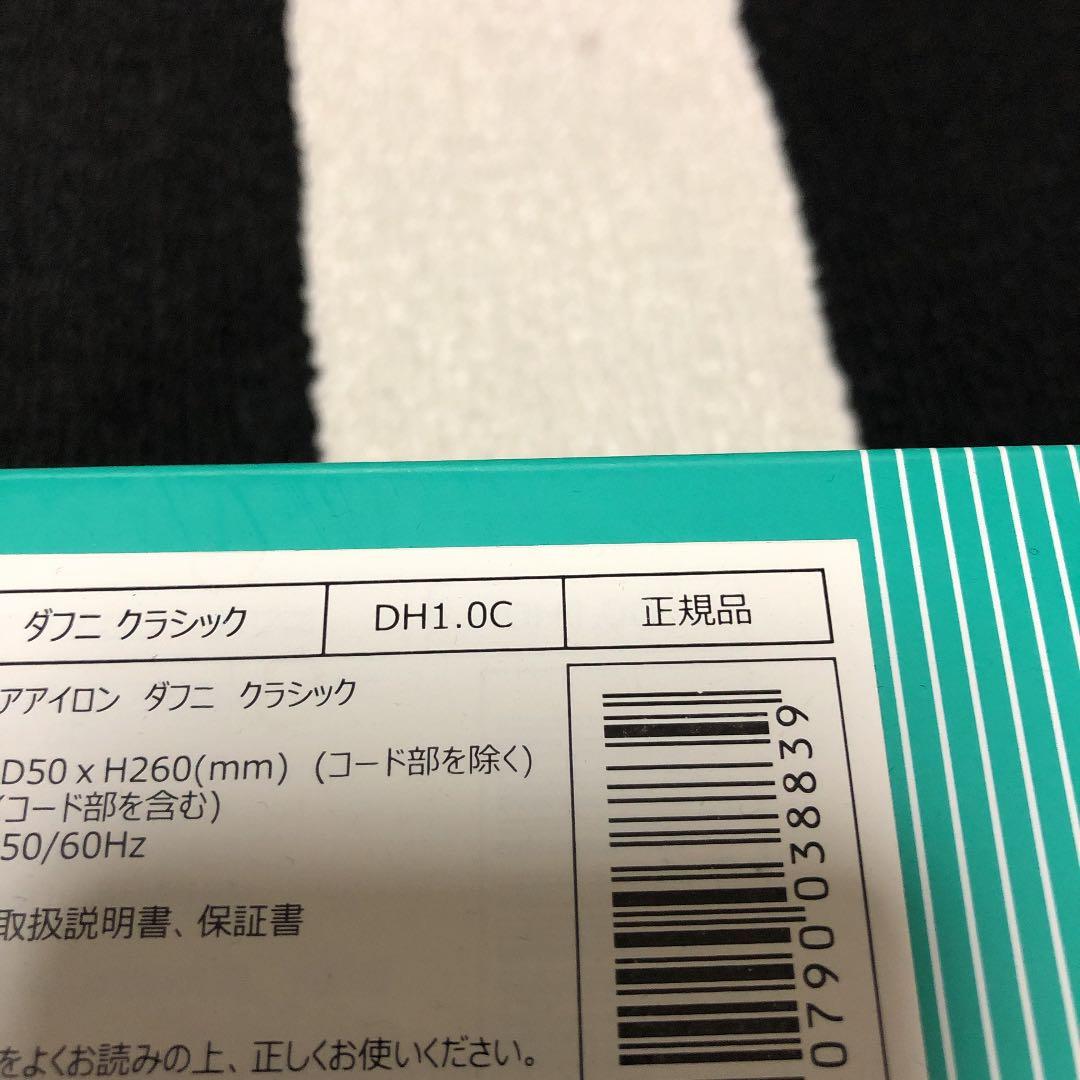 ダフニ クラシック DH1.0C 正規品
アアイロン ダフニ クラシック
D50 x H260(mm) (コード部を除く)
(コード部を含む)
50/60Hz
取扱説明書、保証書
をよくお読みの上、正しくお使いください。
0790038839